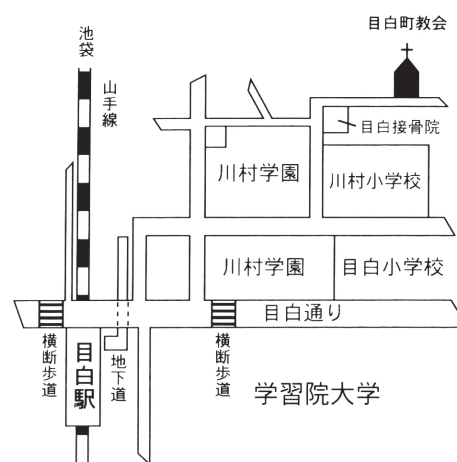 目白町教会
池袋
山手線
目白接骨院
川村学園
川村小学校
川村学園
目白小学校
目白通り
横断歩道
目白駅
地下道
横断歩道
学習院大学